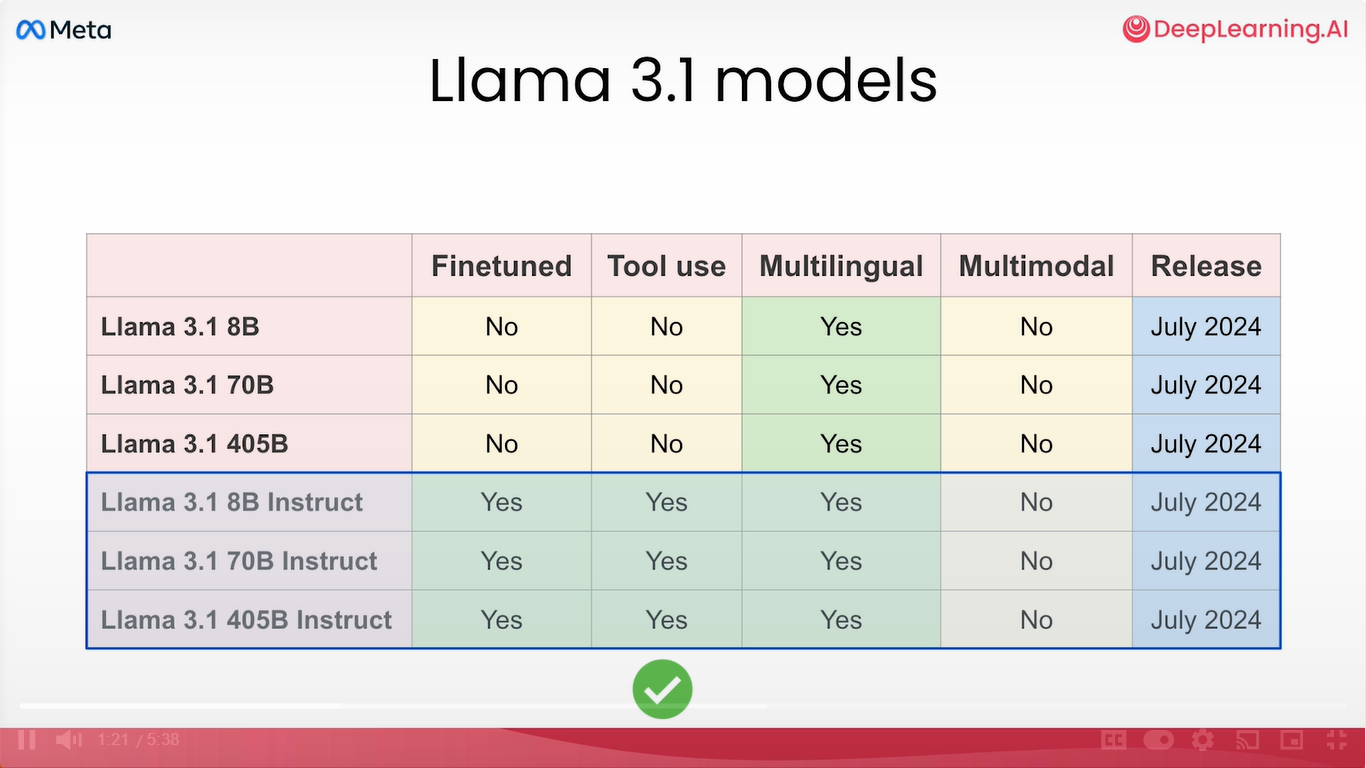 Meta
DeepLearning.AI
Llama 3.1 models
Finetuned Tool use Multilingual Multimodal Release
Llama 3.1 8B No No Yes No July 2024
Llama 3.1 70B No No Yes No July 2024
Llama 3.1 405B No No Yes No July 2024
Llama 3.1 8B Instruct Yes Yes Yes No July 2024
Llama 3.1 70B Instruct Yes Yes Yes No July 2024
Llama 3.1 405B Instruct Yes Yes Yes No July 2024
1:21 / 5:38
CC